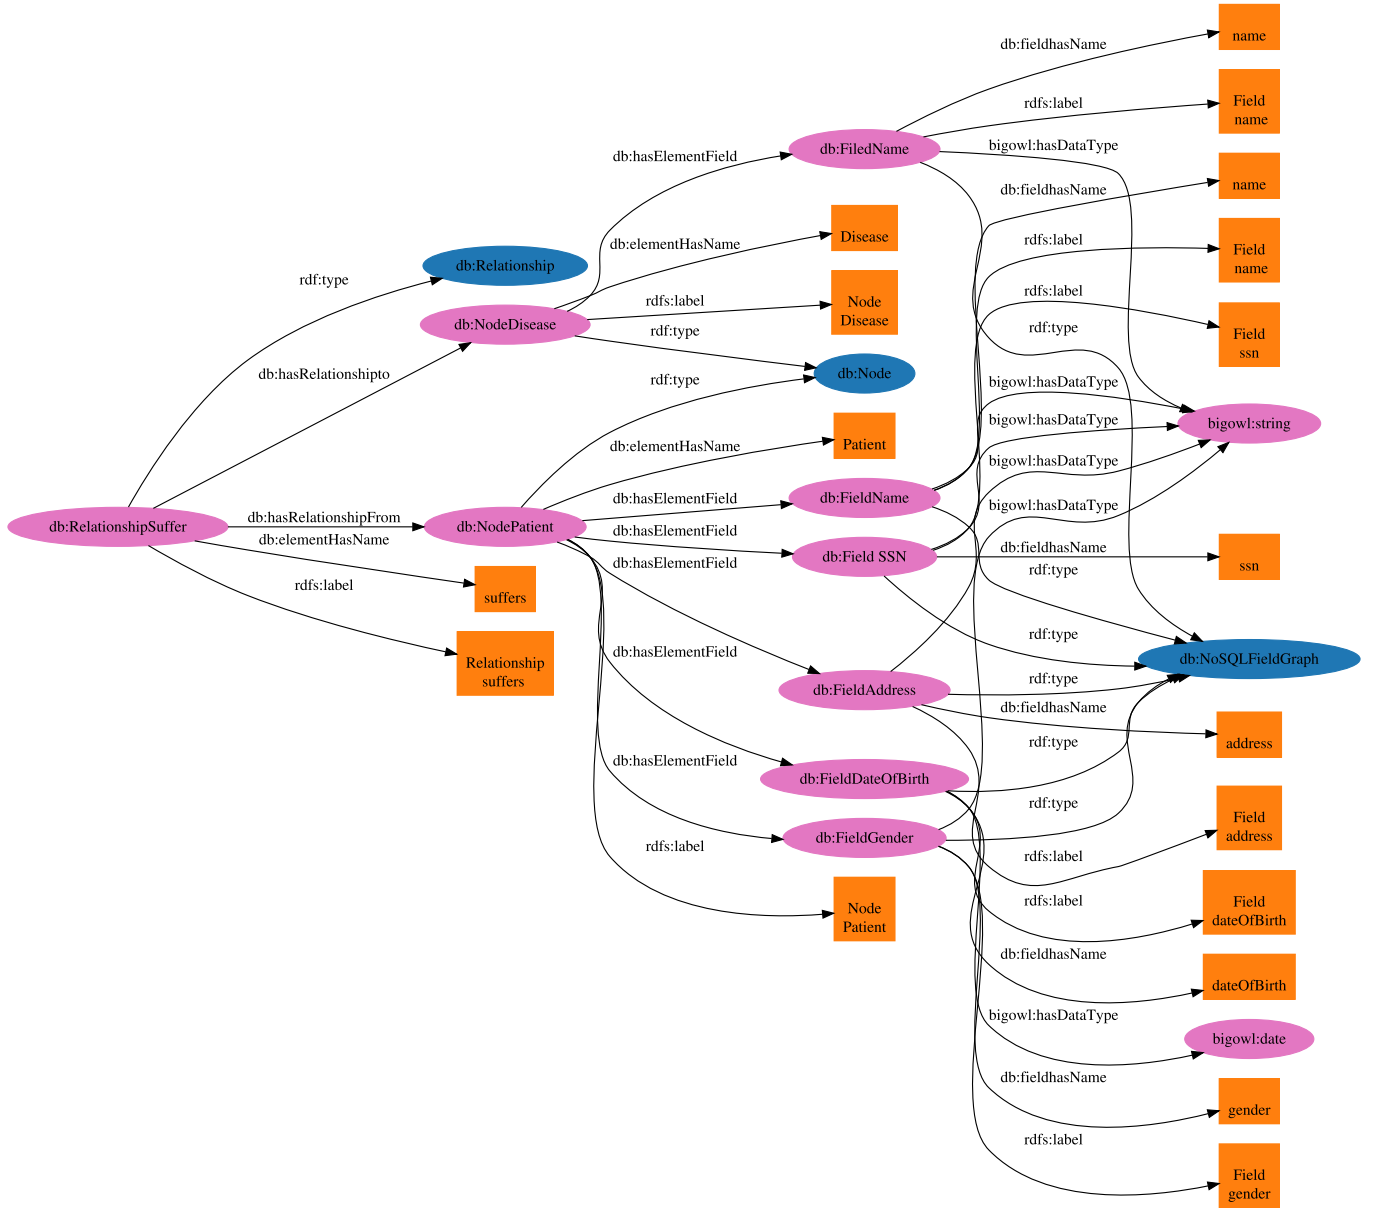 name
db:fieldhasName
Field
name
rdfs:label
db:FiledName
bigowl:hasDataType
db:hasElementField
name
db:fieldhasName
Disease
db:elementHasName
Field
name
rdfs:label
db:Relationship
rdf:type
Node
Disease
rdfs:label
Field
ssn
rdfs:label
db:NodeDisease
rdf:type
rdf:type
db:Node
db:hasRelationshipto
rdf:type
bigowl:hasDataType
bigowl:string
bigowl:hasDataType
Patient
db:elementHasName
bigowl:hasDataType
db:FieldName
db:hasElementField
bigowl:hasDataType
db:RelationshipSuffer
db:hasRelationshipFrom
db:NodePatient
db:hasElementField
db:elementHasName
db:Field SSN
db:fieldhasName
ssn
db:hasElementField
rdf:type
suffers
rdfs:label
rdf:type
db:NoSQLFieldGraph
Relationship
suffers
db:hasElementField
rdf:type
db:FieldAddress
db:fieldhasName
address
rdf:type
db:hasElementField
db:FieldDateOfBirth
rdf:type
Field
address
db:FieldGender
rdfs:label
rdfs:label
Node
Patient
rdfs:label
Field
dateOfBirth
db:fieldhasName
dateOfBirth
bigowl:hasDataType
bigowl:date
db:fieldhasName
gender
rdfs:label
Field
gender